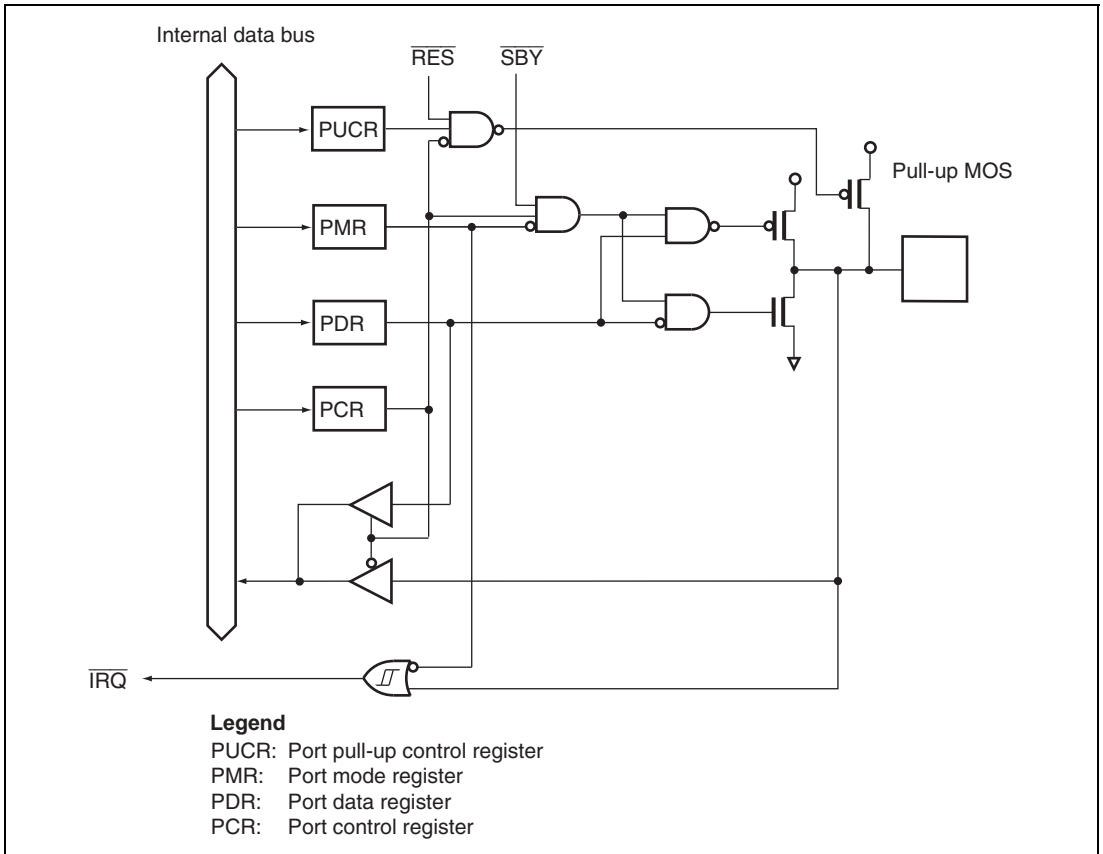 Internal data bus
RES
SBY
PUCR
Pull-up MOS
PMR
PDR
PCR
IRQ
Legend
PUCR: Port pull-up control register
PMR: Port mode register
PDR: Port data register
PCR: Port control register